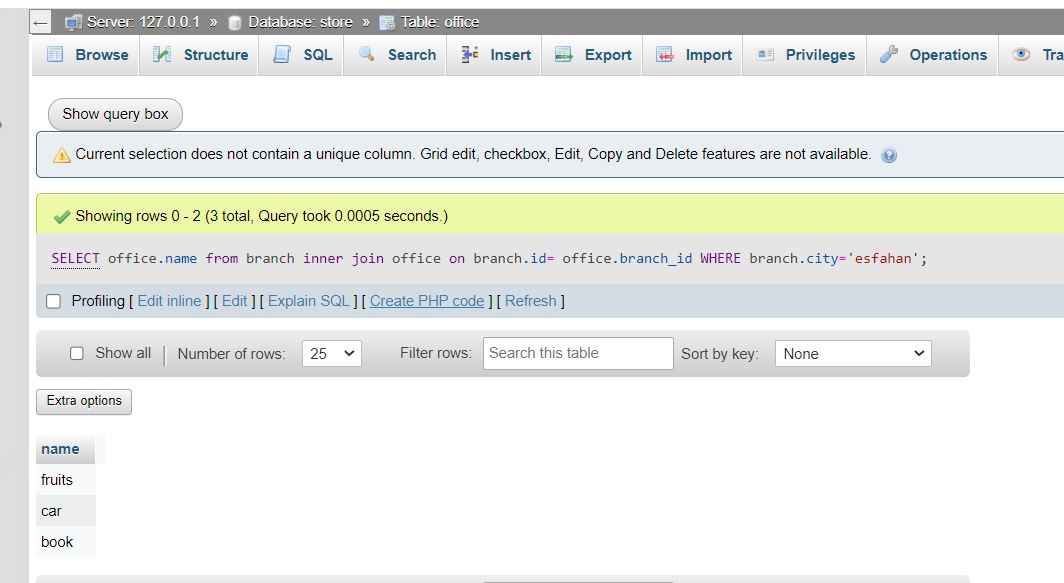 Server: 127.0.0.1 » Database: store » Table: office
Browse Structure SQL Search Insert Export Import Privileges Operations Tra
Show query box
Current selection does not contain a unique column. Grid edit, checkbox, Edit, Copy and Delete features are not available.
Showing rows 0 - 2 (3 total, Query took 0.0005 seconds.)
SELECT office.name from branch inner join office on branch.id= office.branch_id WHERE branch.city='esfahan';
Profiling [ Edit inline ] [ Edit ] [ Explain SQL ] [ Create PHP code ] [ Refresh ]
Show all | Number of rows: 25 Filter rows: Search this table Sort by key: None
Extra options
name
fruits
car
book